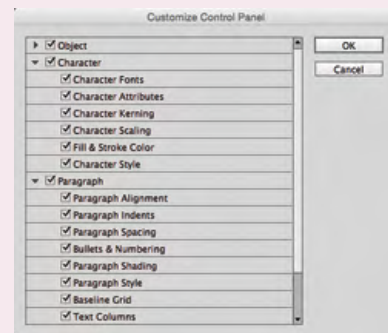 Customize Control Panel
Object
OK
Character
Cancel
Character Fonts
Character Attributes
Character Kerning
Character Scaling
Fill & Stroke Color
Character Style
Paragraph
Paragraph Alignment
Paragraph Indents
Paragraph Spacing
Bullets & Numbering
Paragraph Shading
Paragraph Style
Baseline Grid
Text Columns